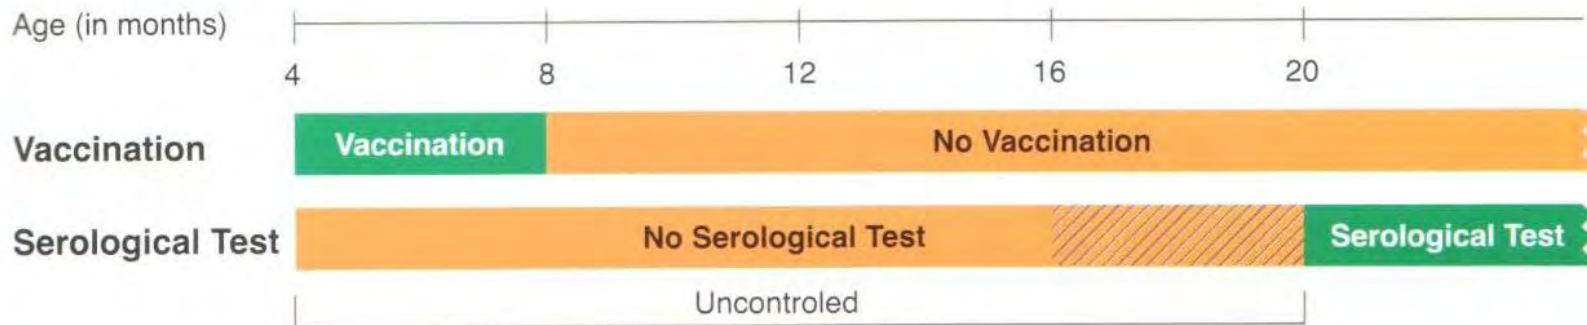 Age (in months)
4 8 12 16 20
Vaccination Vaccination No Vaccination
Serological Test No Serological Test Serological Test
Uncontroled